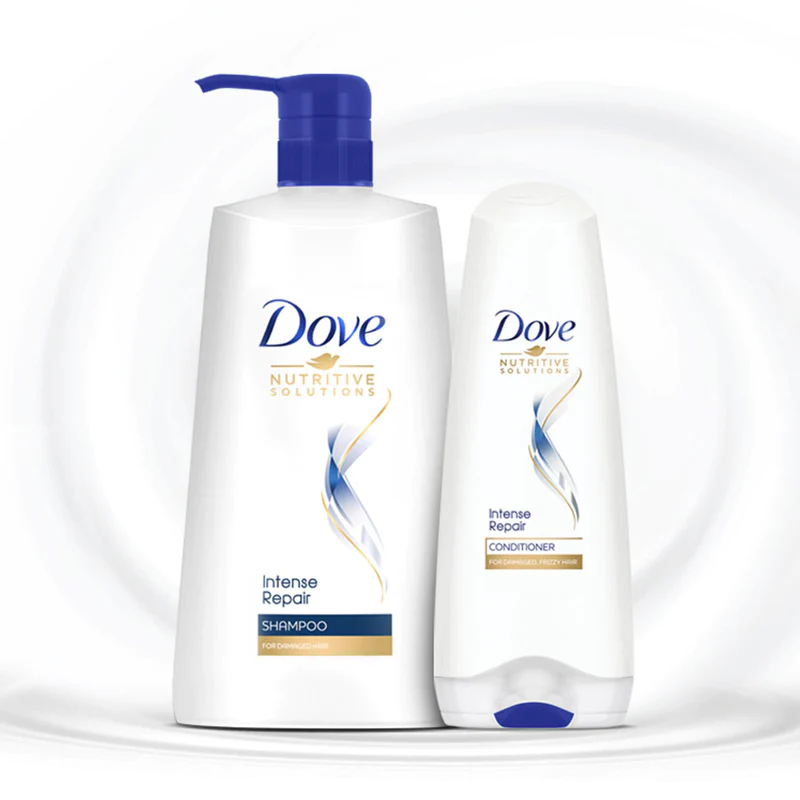 Dove
NUTRITIVE
SOLUTIONS
Intense
Repair
SHAMPOO
FOR DAMAGED HAIR
Dove
NUTRITIVE
SOLUTIONS
Intense
Repair
CONDITIONER
FOR DAMAGED, FRIZZY HAIR